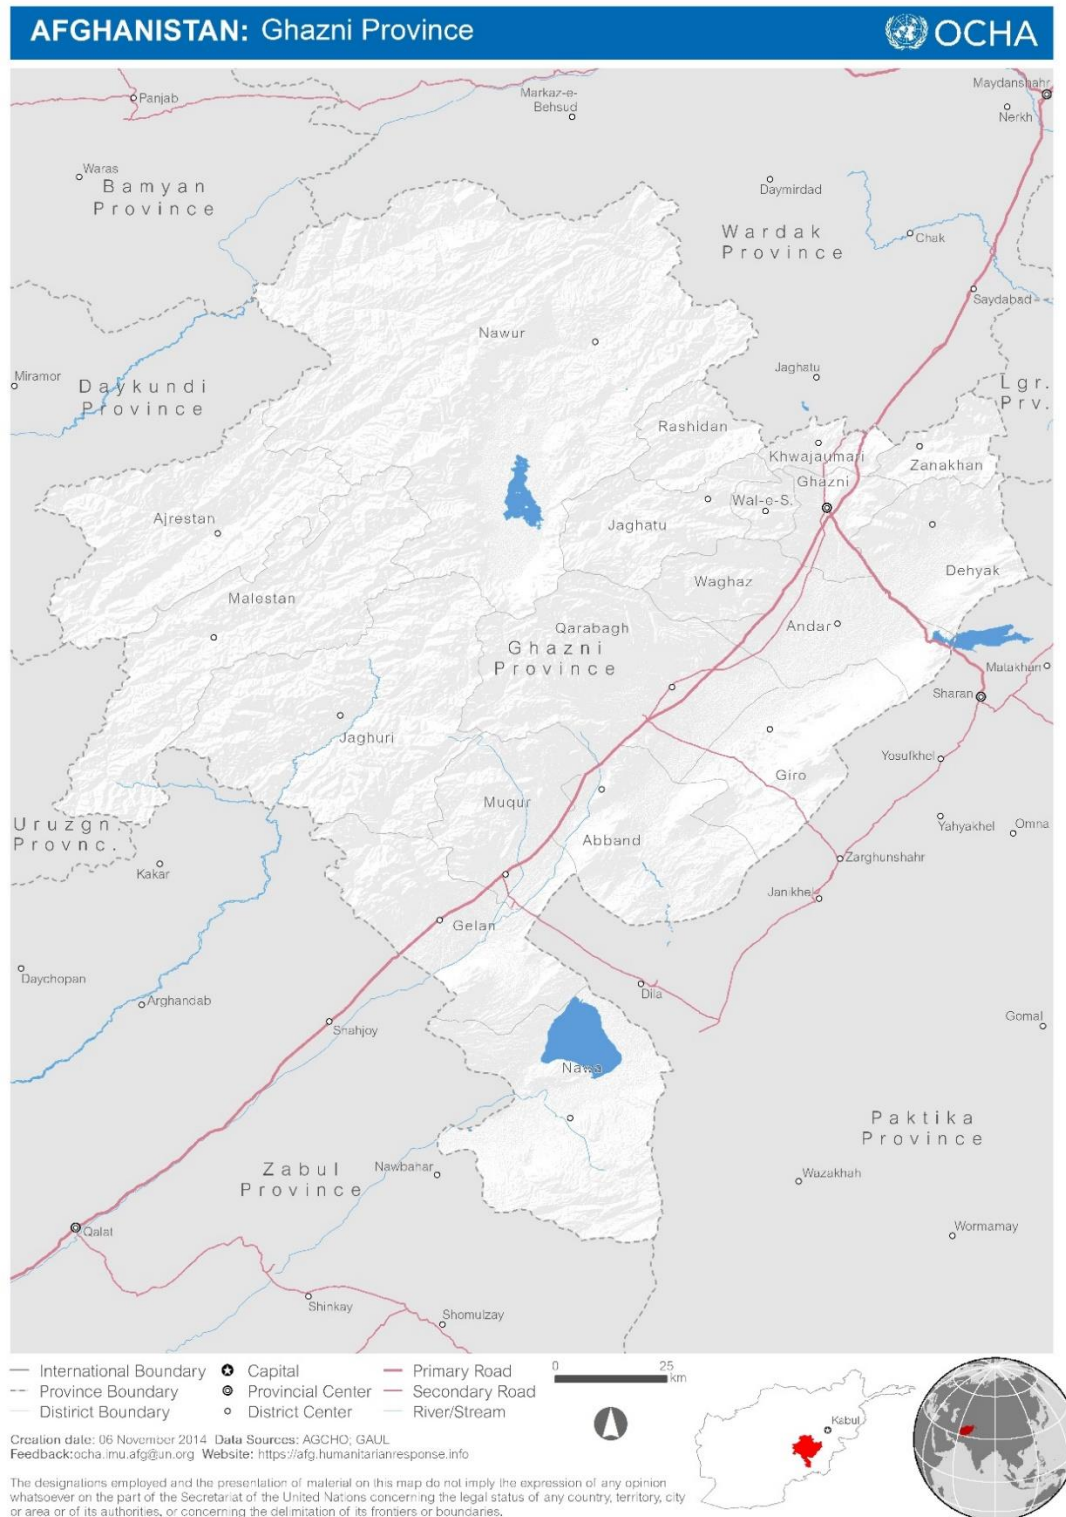 AFGHANISTAN: Ghazni Province
OCHA
Maydanshahr
Panjab
Markaz-e-
Behsud
Nerkh
Waras
Bamyan
Province
Daymirdad
Wardak
Province
Chak
Saydabad
Nawur
Miramor
Daykundi
Province
Jaghatu
Lgr.
Prv.
Rashidan
Khwajaumari
Zanakhan
Ghazni
Wal-e-S.
Ajrestan
Jaghatu
Dehyak
Waghaz
Malestan
Qarabagh
Andar
Ghazni
Province
Matakhan
Sharan
Jaghuri
Yosufkhel
Giro
Muqur
Uruzgn.
Provnc.
Yahyakhel
Omna
Abband
Zarghunshahr
Kakar
Janikhel
Gelan
Daychopan
Dila
Arghandab
Gomal
Shahjoy
Nawa
Paktika
Province
Zabul
Province
Nawbahar
Wazakhah
Qalat
Wormamay
Shinkay
Shomulzay
International Boundary
Capital
Primary Road
0 25
km
Province Boundary
Provincial Center
Secondary Road
District Boundary
District Center
River/Stream
Kabul
Creation date: 06 November 2014 Data Sources: AGCHO; GAUL
Feedback:ocha.imu.afg@un.org Website: https://afg.humanitarianresponse.info
The designations employed and the presentation of material on this map do not imply the expression of any opinion
whatsoever on the part of the Secretariat of the United Nations concerning the legal status of any country, territory, city
or area or of its authorities, or concerning the delimitation of its frontiers or boundaries.